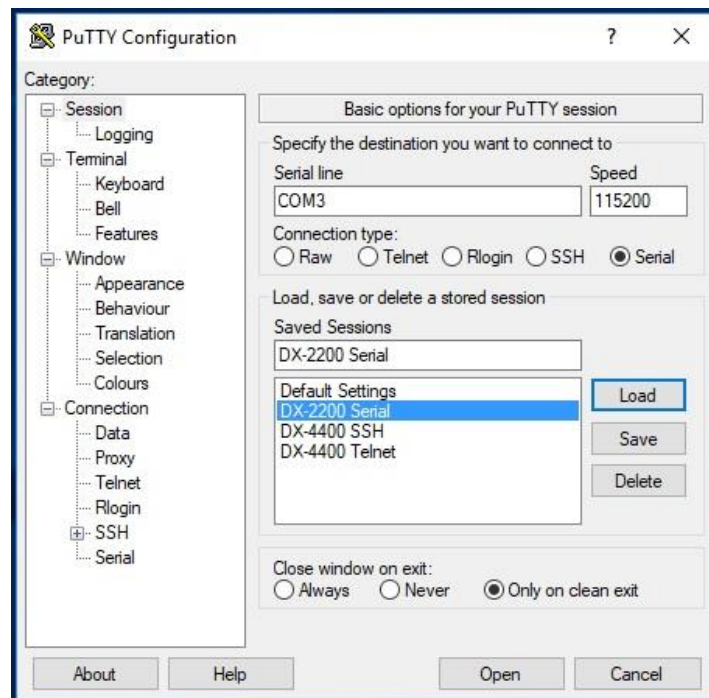 PuTTY Configuration
?
Category:
Session
Logging
Terminal
Keyboard
Bell
Features
Window
Appearance
Behaviour
Translation
Selection
Colours
Connection
Data
Proxy
Telnet
Rlogin
SSH
Serial
Basic options for your PuTTY session
Specify the destination you want to connect to
Serial line Speed
COM3 115200
Connection type:
Raw Telnet Rlogin SSH Serial
Load, save or delete a stored session
Saved Sessions
DX-2200 Serial
Default Settings
DX-2200 Serial
DX-4400 SSH
DX-4400 Telnet
Load
Save
Delete
Close window on exit:
Always Never Only on clean exit
About Help Open Cancel